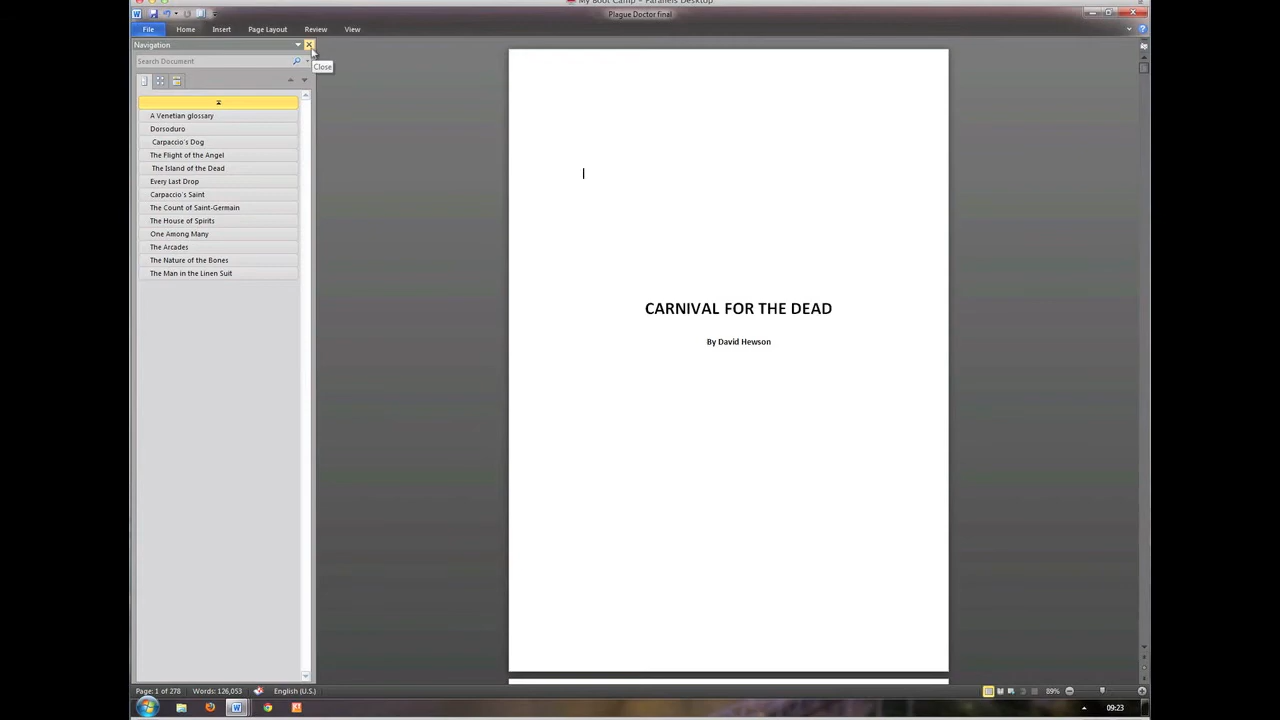 My Boot Camp - Parallels Desktop
Plague Doctor final
File Home Insert Page Layout Review View
Navigation
Close
Search Document
A Venetian glossary
Dorsoduro
Carpaccio's Dog
The Flight of the Angel
The Island of the Dead
Every Last Drop
Carpaccio's Saint
The Count of Saint-Germain
The House of Spirits
One Among Many
The Arcades
The Nature of the Bones
The Man in the Linen Suit
CARNIVAL FOR THE DEAD
By David Hewson
Page: 1 of 278 Words: 126,053 English (U.S.) 89%
09:23